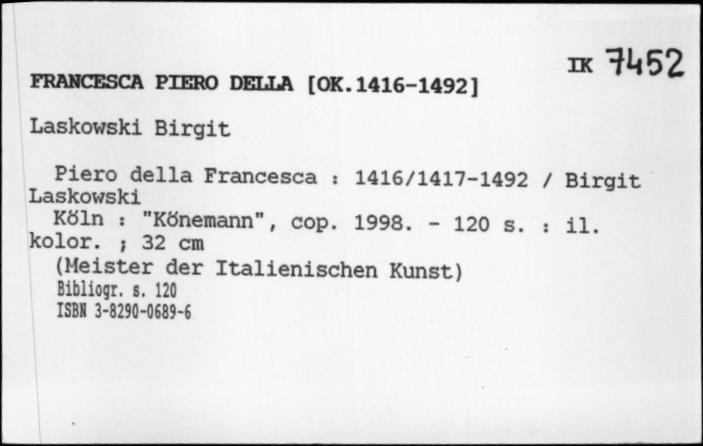 IK 7452
FRANCESCA PIERO DELLA [OK.1416-1492]
Laskowski Birgit
Piero della Francesca : 1416/1417-1492 / Birgit
Laskowski
Köln : "Könemann", cop. 1998. - 120 s. : il.
kolor. ; 32 cm
(Meister der Italienischen Kunst)
Bibliogr. s. 120
ISBN 3-8290-0689-6